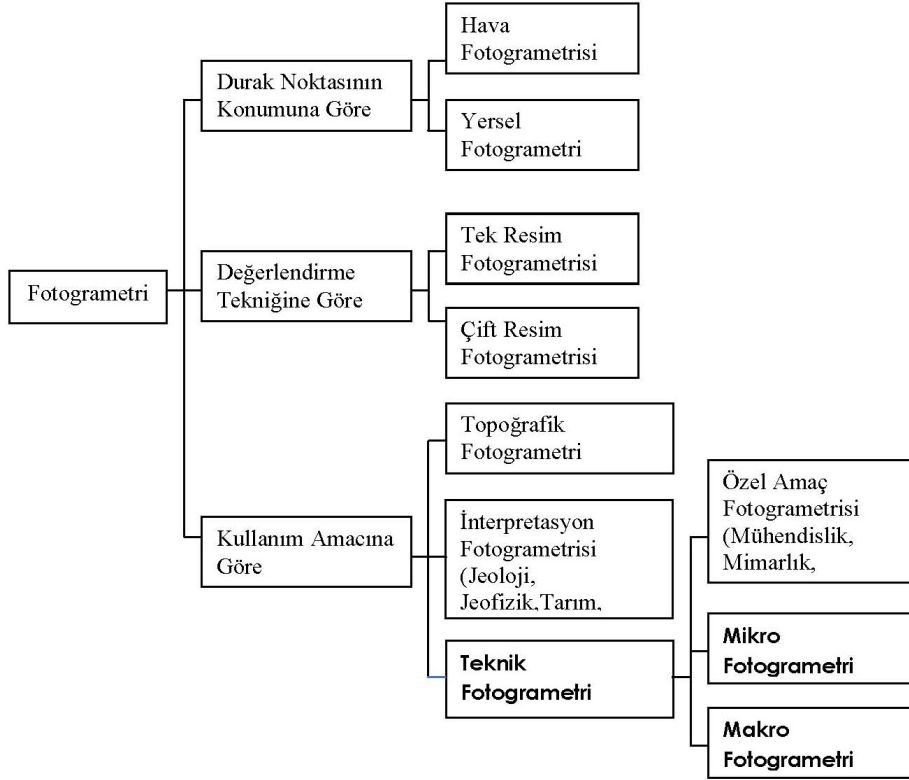 Fotogrametri
Durak Noktasının
Konumuna Göre
Hava
Fotogrametrisi
Yersel
Fotogrametri
Değerlendirme
Tekniğine Göre
Tek Resim
Fotogrametrisi
Çift Resim
Fotogrametrisi
Kullanım Amacına
Göre
Topoğrafik
Fotogrametri
İnterpretasyon
Fotogrametrisi
(Jeoloji,
Jeofizik,Tarım,
Teknik
Fotogrametri
Özel Amaç
Fotogrametrisi
(Mühendislik,
Mimarlık,
Mikro
Fotogrametri
Makro
Fotogrametri